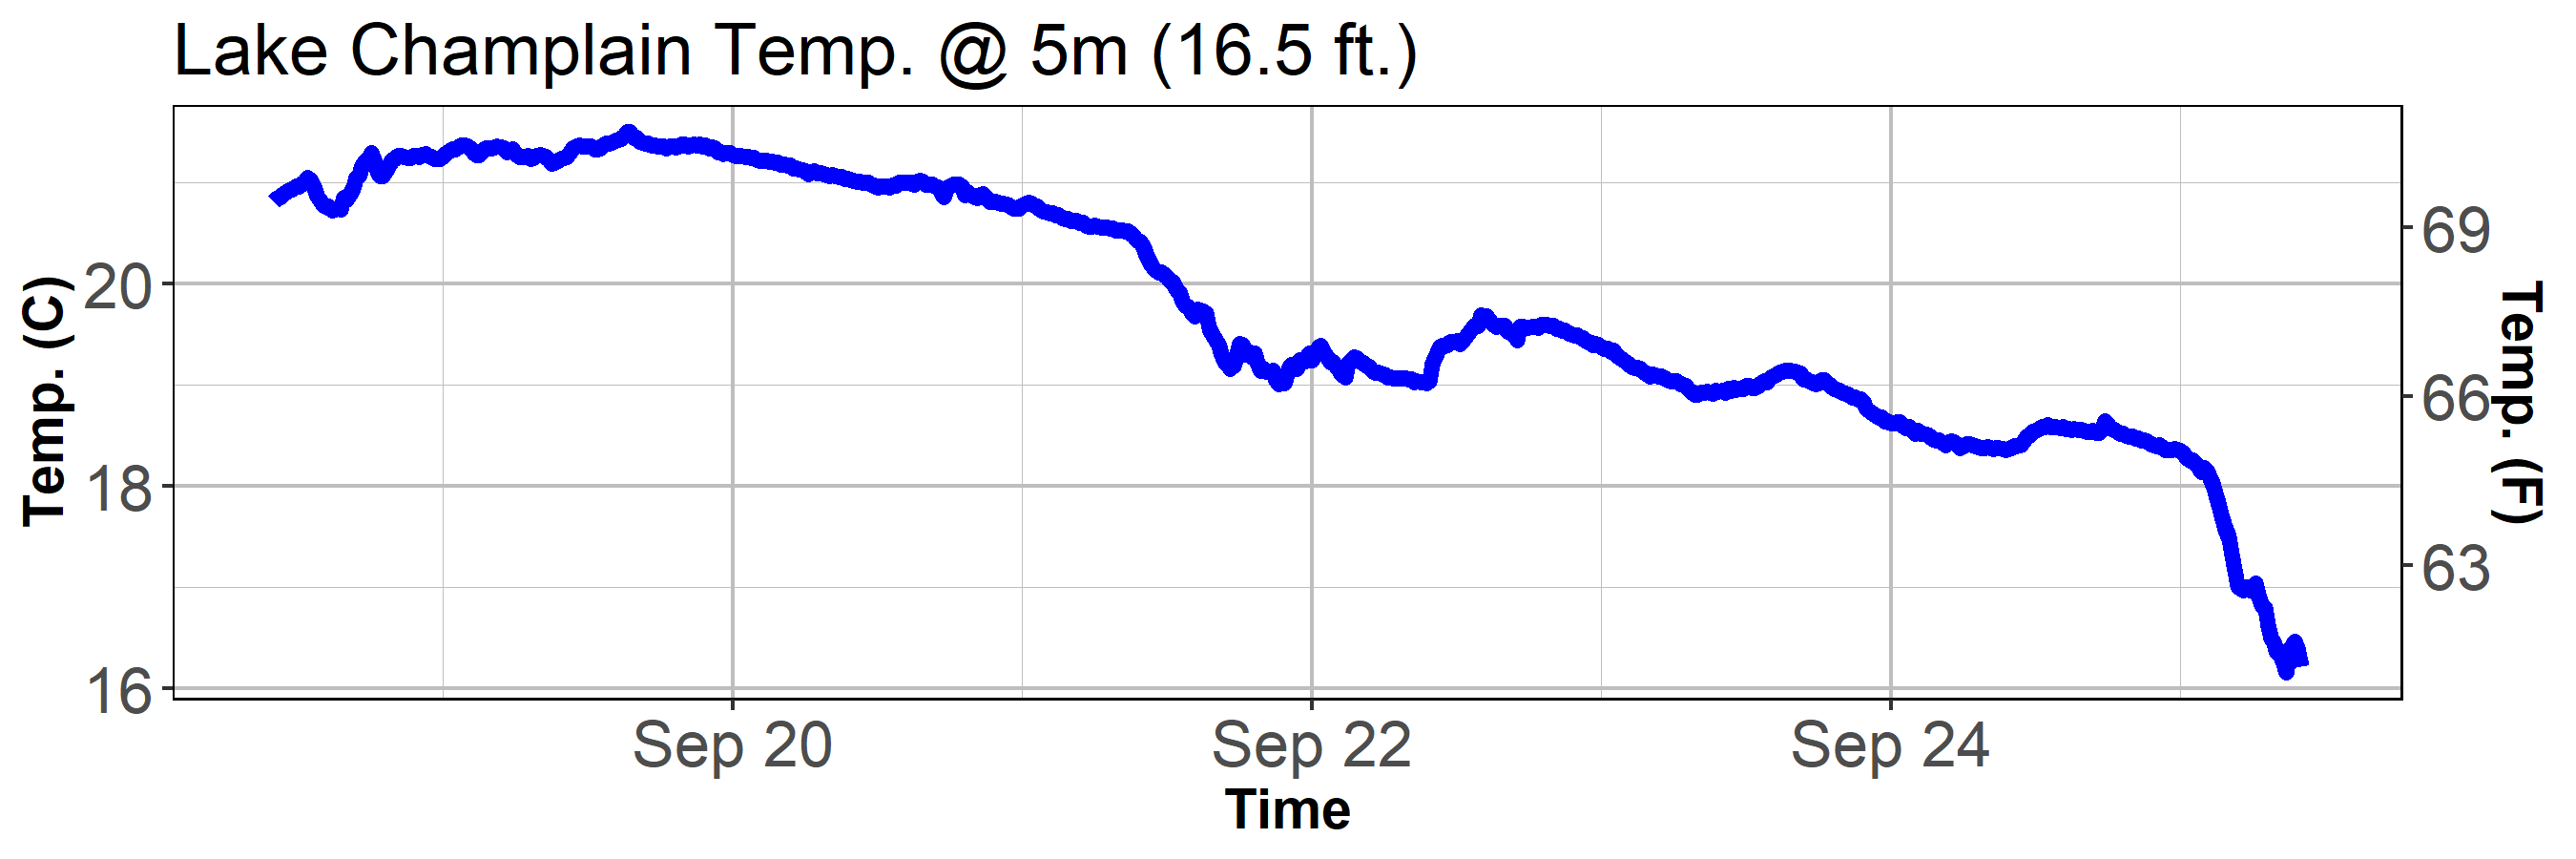 Lake Champlain Temp. @ 5m (16.5 ft.)
Temp. (C)
20
18
16
69
66
63
Temp. (F)
Sep 20
Sep 22
Sep 24
Time